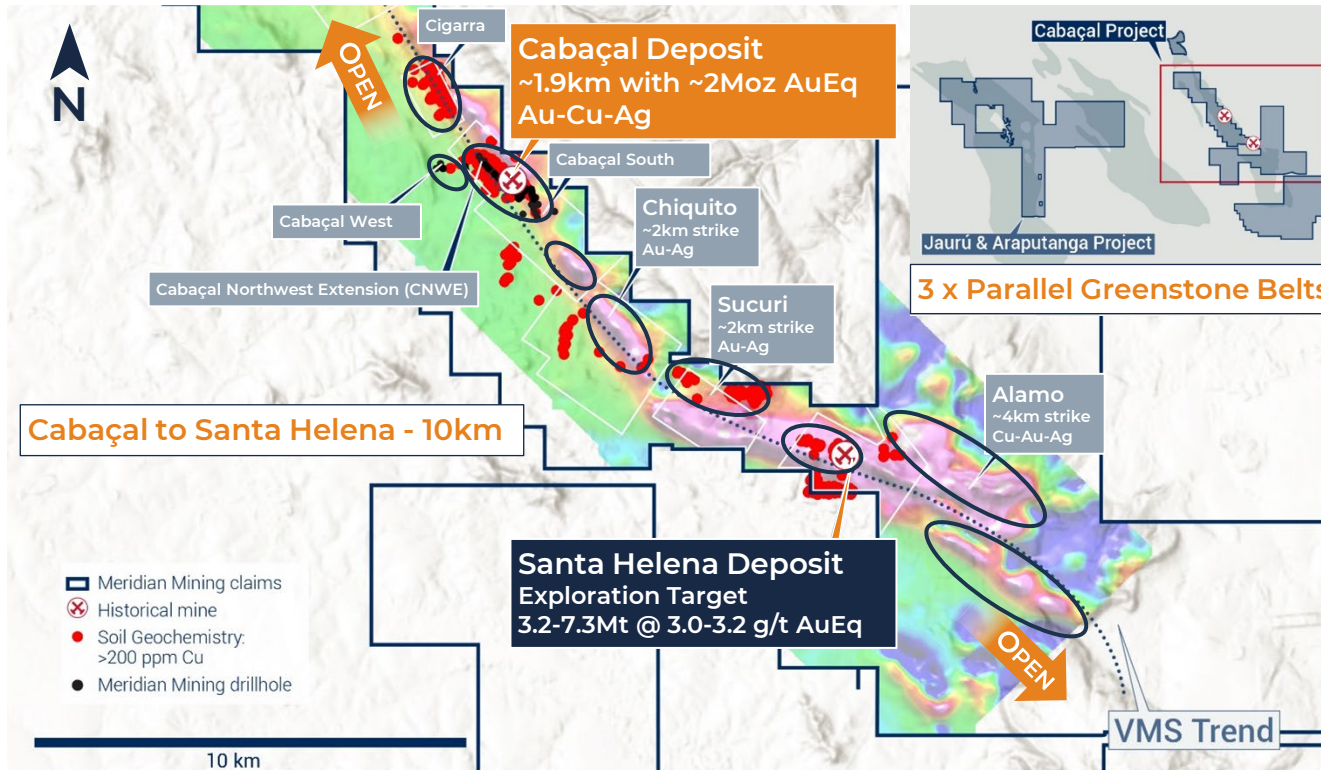 Cigarra
OPEN
N
Cabaçal Deposit
~1.9km with ~2Moz AuEq
Au-Cu-Ag
Cabaçal Project
Jaurú & Araputanga Project
3 x Parallel Greenstone Belts
Cabaçal South
Cabaçal West
Chiquito
~2km strike
Au-Ag
Cabaçal Northwest Extension (CNWE)
Sucuri
~2km strike
Au-Ag
Alamo
~4km strike
Cu-Au-Ag
Cabaçal to Santa Helena - 10km
Santa Helena Deposit
Exploration Target
3.2-7.3Mt @ 3.0-3.2 g/t AuEq
Meridian Mining claims
Historical mine
Soil Geochemistry:
>200 ppm Cu
Meridian Mining drillhole
10 km
OPEN
VMS Trend